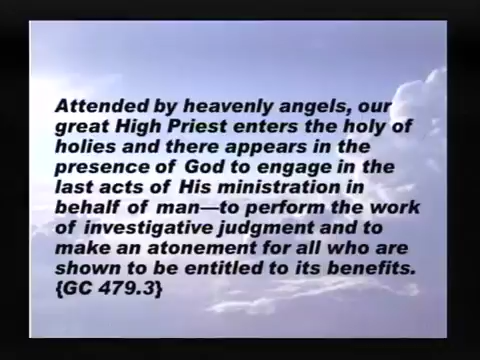 Attended by heavenly angels, our
great High Priest enters the holy of
holies and there appears in the
presence of God to engage in the
last acts of His ministration in
behalf of man—to perform the work
of investigative judgment and to
make an atonement for all who are
shown to be entitled to its benefits.
{GC 479.3}